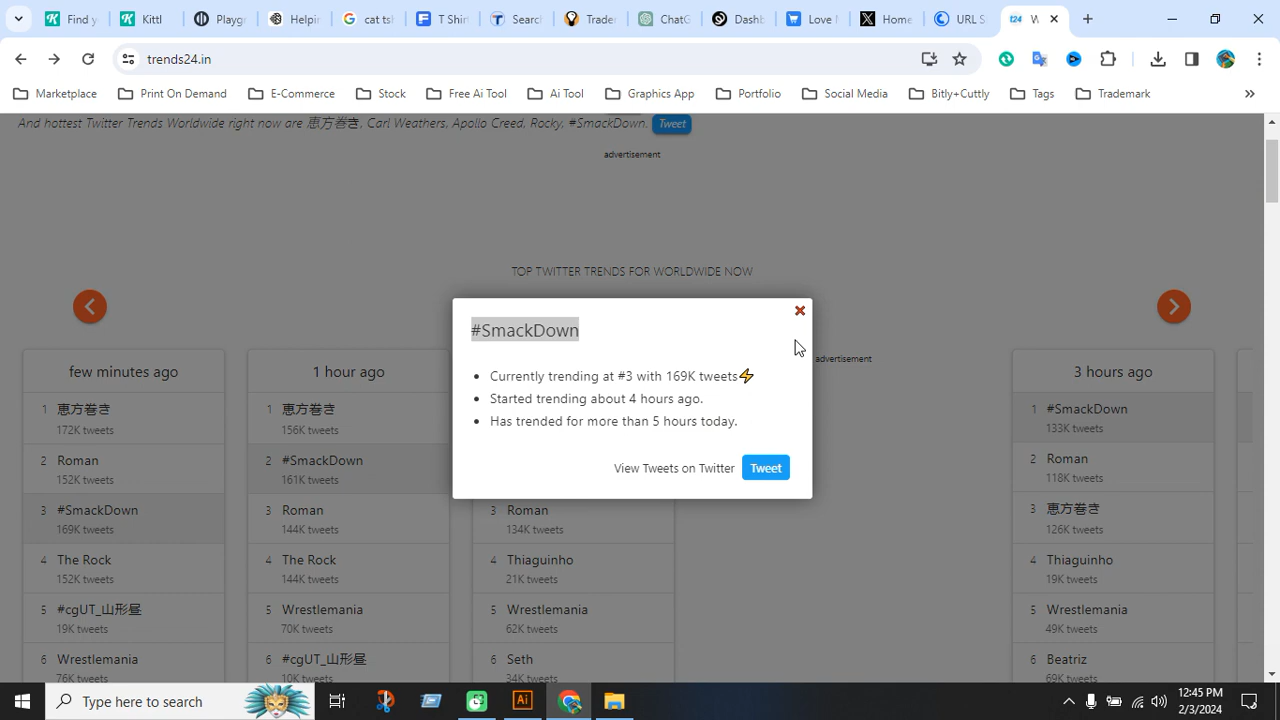 Find y
Kittl
Playgr
Helpin
cat tsl
T Shirt
Search
Trade
ChatG
Dashb
Love I
Home
URL S
t24 W
trends24.in
Marketplace
Print On Demand
E-Commerce
Stock
Free Ai Tool
Ai Tool
Graphics App
Portfolio
Social Media
Bitly+Cuttly
Tags
Trademark
And hottest Twitter Trends Worldwide right now are 恵方巻き, Carl Weathers, Apollo Creed, Rocky, #SmackDown. Tweet
advertisement
TOP TWITTER TRENDS FOR WORLDWIDE NOW
#SmackDown
Currently trending at #3 with 169K tweets⚡
Started trending about 4 hours ago.
Has trended for more than 5 hours today.
View Tweets on Twitter Tweet
advertisement
few minutes ago
1 恵方巻き
172K tweets
2 Roman
152K tweets
3 #SmackDown
169K tweets
4 The Rock
152K tweets
5 #cgUT_山形昼
19K tweets
6 Wrestlemania
76K tweets
1 hour ago
1 恵方巻き
156K tweets
2 #SmackDown
161K tweets
3 Roman
144K tweets
4 The Rock
144K tweets
5 Wrestlemania
70K tweets
6 #cgUT_山形昼
10K tweets
3 Roman
134K tweets
4 Thiaguinho
21K tweets
5 Wrestlemania
62K tweets
6 Seth
34K tweets
3 hours ago
1 #SmackDown
133K tweets
2 Roman
118K tweets
3 恵方巻き
126K tweets
4 Thiaguinho
19K tweets
5 Wrestlemania
49K tweets
6 Beatriz
69K tweets
Type here to search
Ai
12:45 PM
2/3/2024